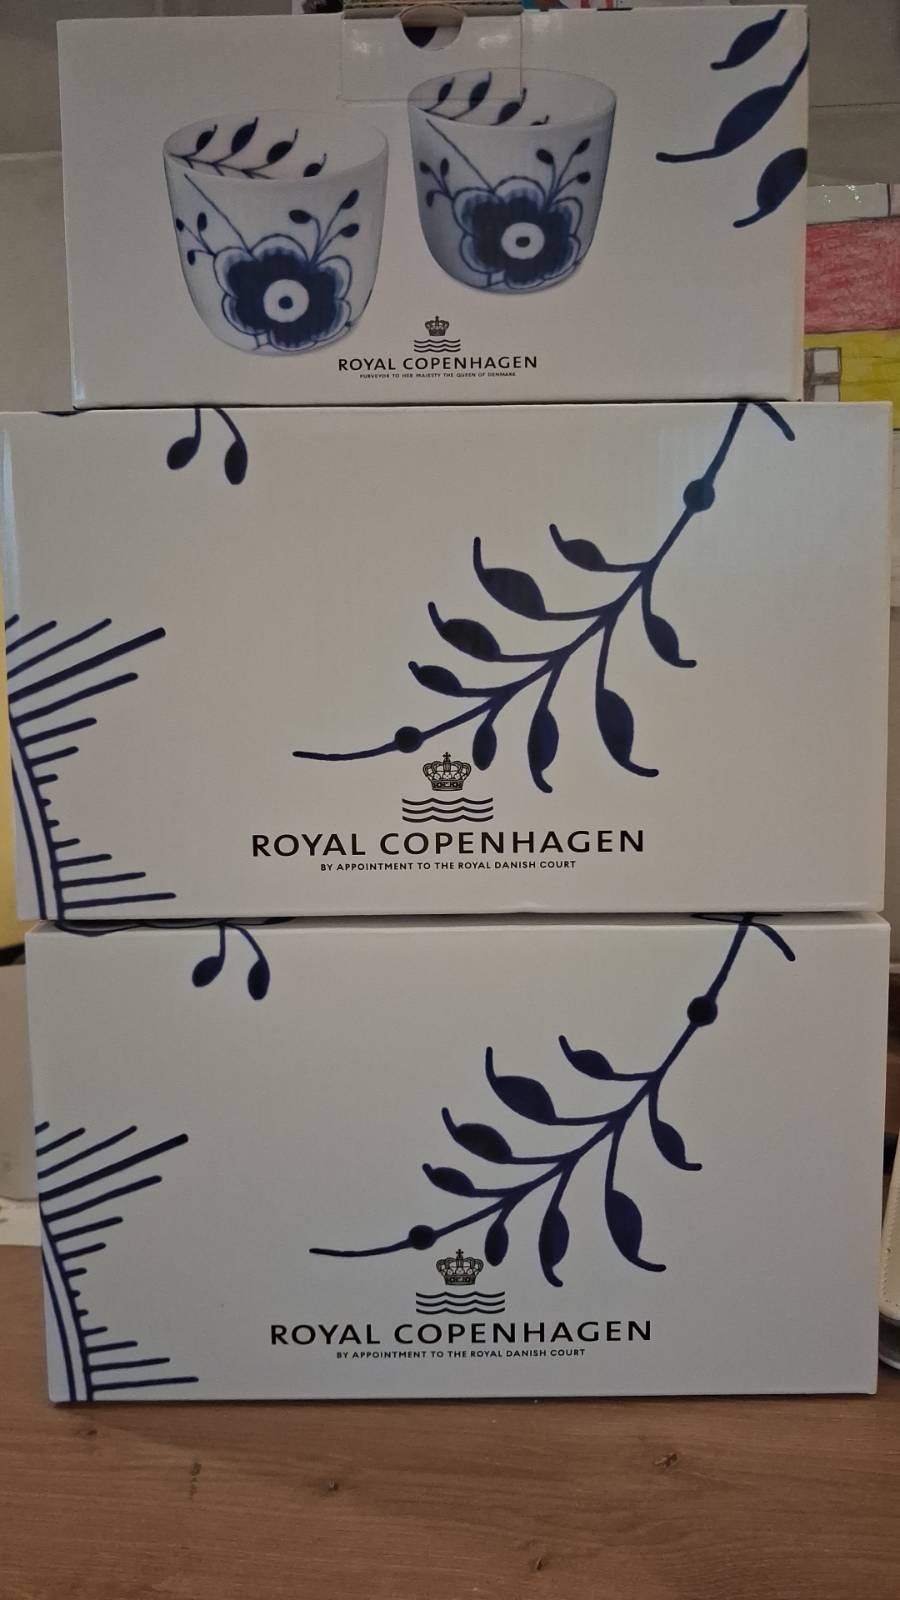 ROYAL COPENHAGEN
PURVEYOR TO HER MAJESTY THE QUEEN OF DENMARK
ROYAL COPENHAGEN
BY APPOINTMENT TO THE ROYAL DANISH COURT
ROYAL COPENHAGEN
BY APPOINTMENT TO THE ROYAL DANISH COURT